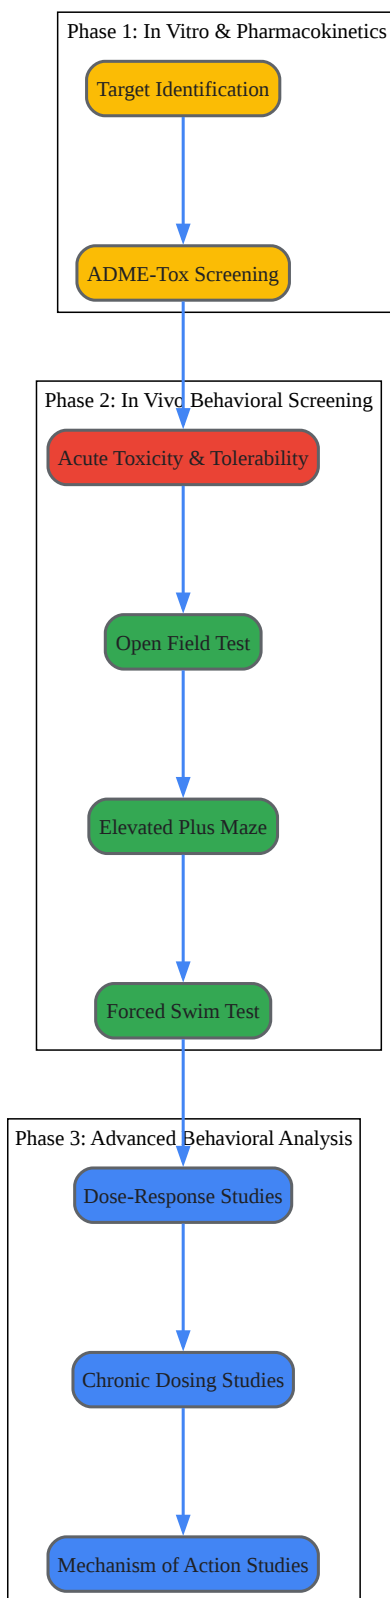 Phase 1: In Vitro & Pharmacokinetics
Target Identification
ADME-Tox Screening
Phase 2: In Vivo Behavioral Screening
Acute Toxicity & Tolerability
Open Field Test
Elevated Plus Maze
Forced Swim Test
Phase 3: Advanced Behavioral Analysis
Dose-Response Studies
Chronic Dosing Studies
Mechanism of Action Studies